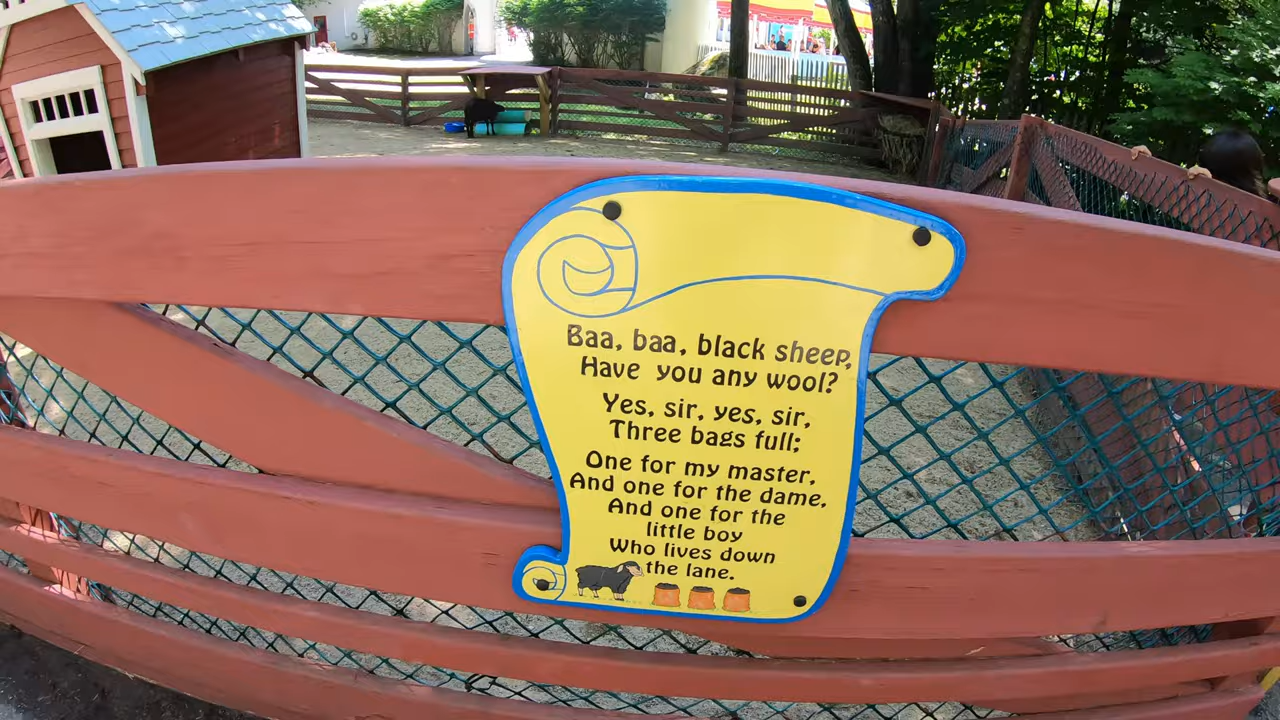 Baa, baa, black sheep,
Have you any wool?
Yes, sir, yes, sir,
Three bags full;
One for my master,
And one for the dame,
And one for the
little boy
Who lives down
the lane.